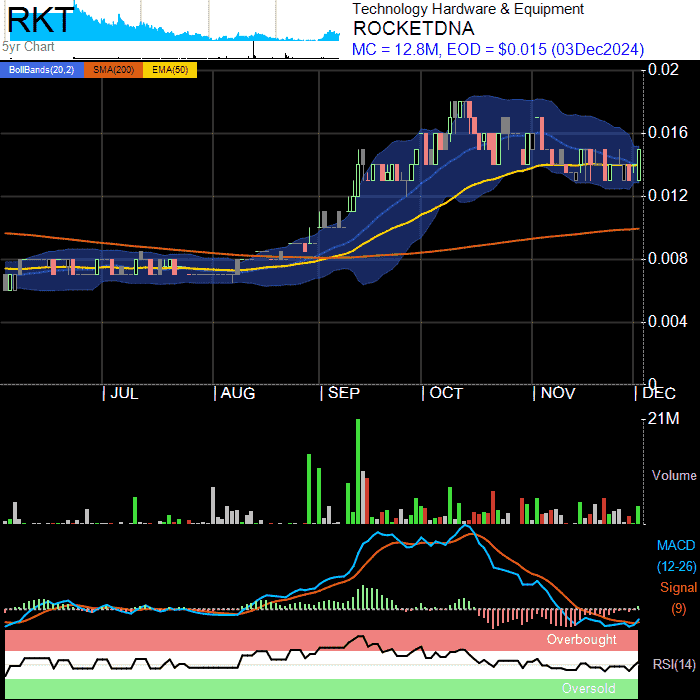 RKT
5yr Chart
Technology Hardware & Equipment
ROCKETDNA
MC = 12.8M, EOD = $0.015 (03Dec2024)
BollBands(20,2) SMA(200) EMA(50)
0.02
0.016
0.012
0.008
0.004
0
JUL AUG SEP OCT NOV DEC
21M
Volume
MACD
(12-26)
Signal
(9)
Overbought
RSI(14)
Oversold